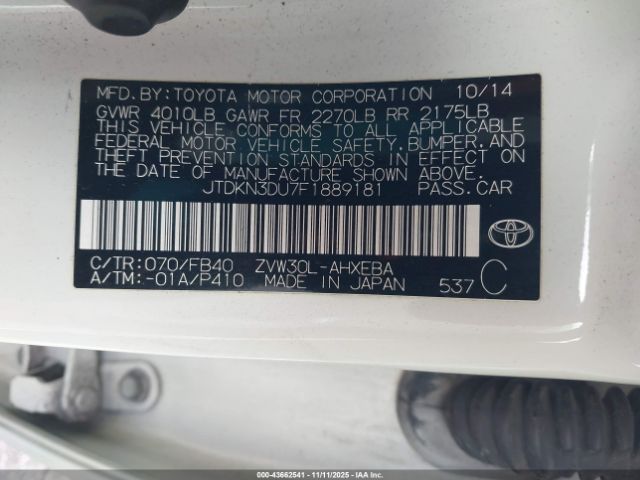 MFD.BY:TOYOTA MOTOR CORPORATION 10/14
GVWR 4010LB GAWR FR 2270LB RR 2175LB
THIS VEHICLE CONFORMS TO ALL APPLICABLE
FEDERAL MOTOR VEHICLE SAFETY,BUMPER,AND
THEFT PREVENTION STANDARDS IN EFFECT ON
THE DATE OF MANUFACTURE SHOWN ABOVE.
JTDKN3DU7F1889181 PASS.CAR
C/TR:070/FB40 ZVW30L-AHXEBA
A/TM:-01A/P410 MADE IN JAPAN 537 C
000-43662541 - 11/11/2025 - IAAI.COM